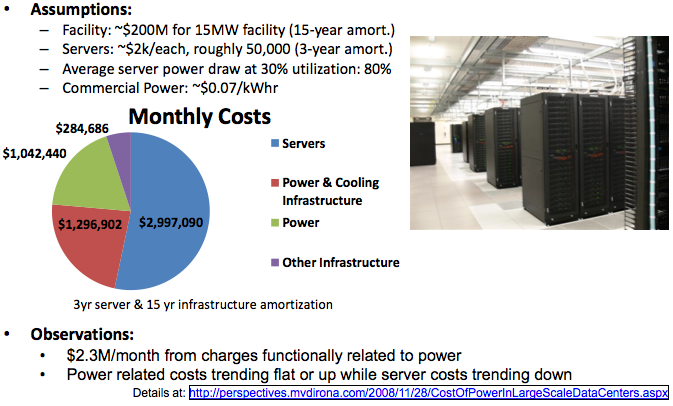 • Assumptions:
– Facility: ~$200M for 15MW facility (15-year amort.)
– Servers: ~$2k/each, roughly 50,000 (3-year amort.)
– Average server power draw at 30% utilization: 80%
– Commercial Power: ~$0.07/kWhr
Monthly Costs
$284,686
$1,042,440
$1,296,902
$2,997,090
Servers
Power & Cooling
Infrastructure
Power
Other Infrastructure
3yr server & 15 yr infrastructure amortization
• Observations:
• $2.3M/month from charges functionally related to power
• Power related costs trending flat or up while server costs trending down
Details at: http://perspectives.mvdirona.com/2008/11/28/CostOfPowerInLargeScaleDataCenters.aspx